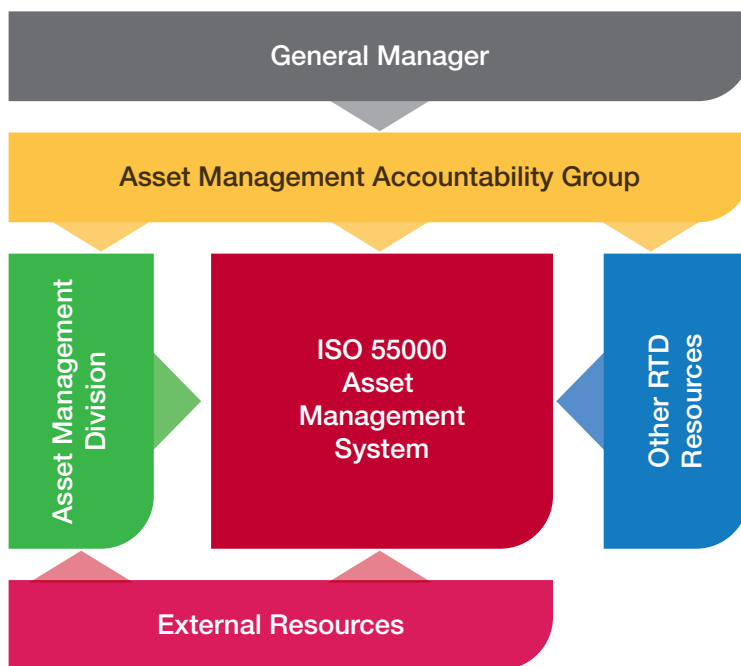 General Manager
Asset Management Accountability Group
Asset Management
Division
ISO 55000
Asset
Management
System
Other RTD
Resources
External Resources